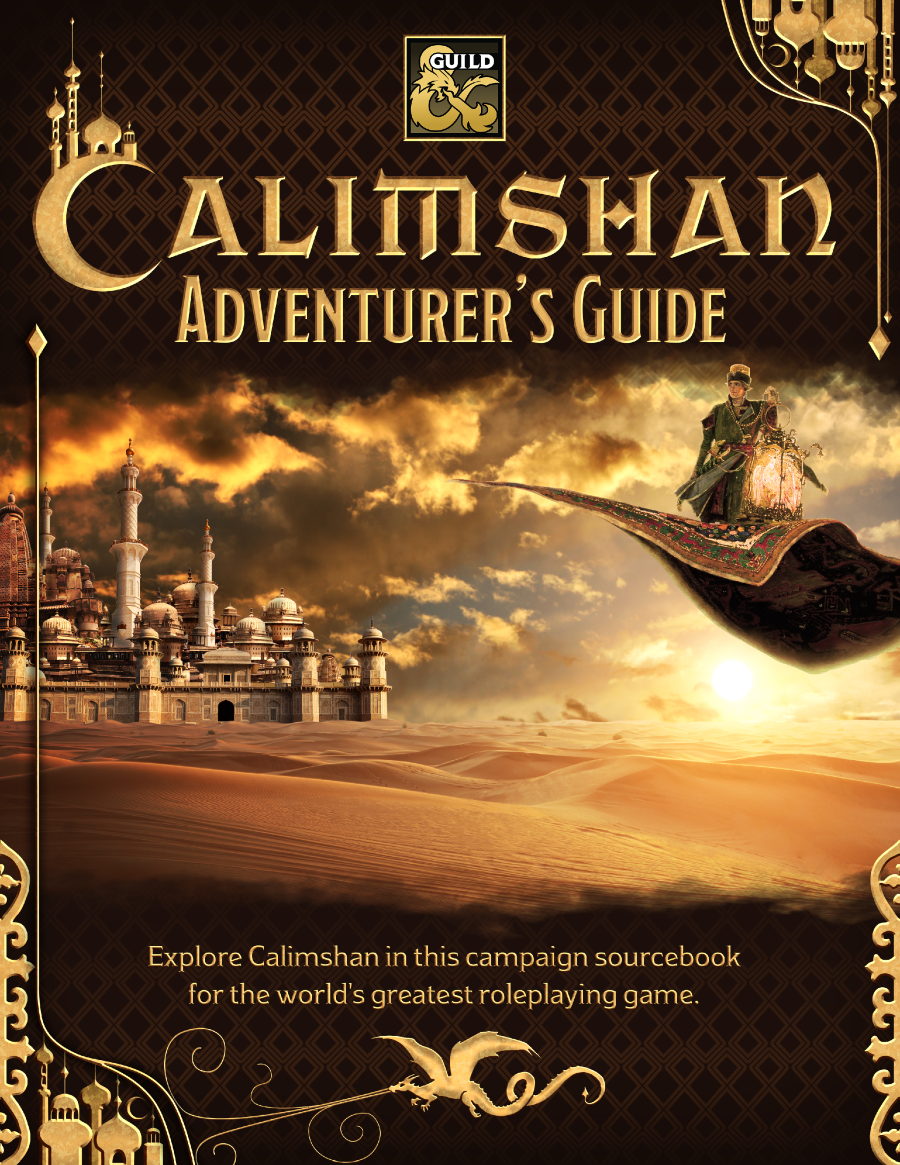 GUILD
CALIMSHAN
ADVENTURER'S GUIDE
Explore Calimshan in this campaign sourcebook
for the world's greatest roleplaying game.